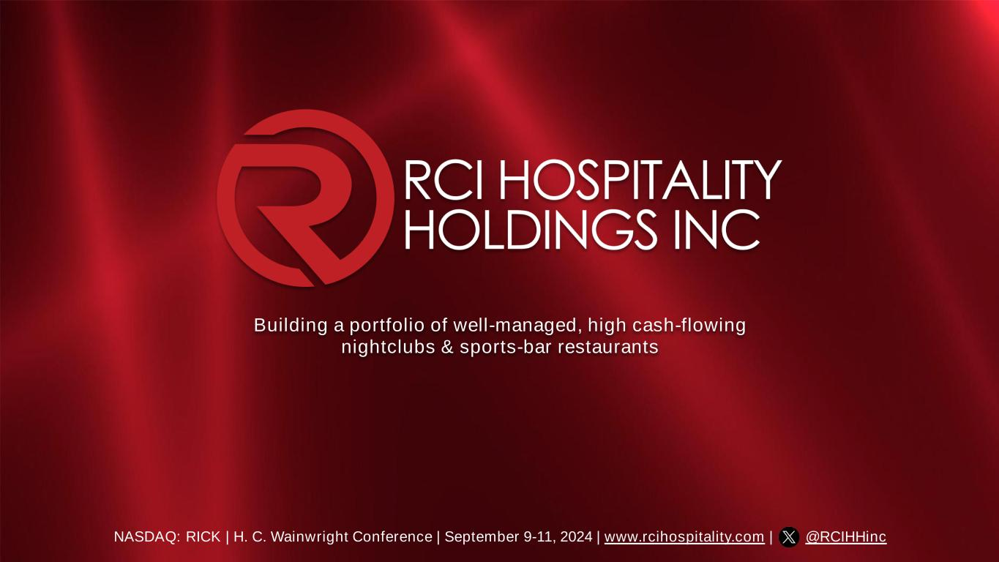 RCI HOSPITALITY
HOLDINGS INC
Building a portfolio of well-managed, high cash-flowing
nightclubs & sports-bar restaurants
NASDAQ: RICK | H. C. Wainwright Conference | September 9-11, 2024 | www.rcihospitality.com | 𝕏 @RCIHHinc